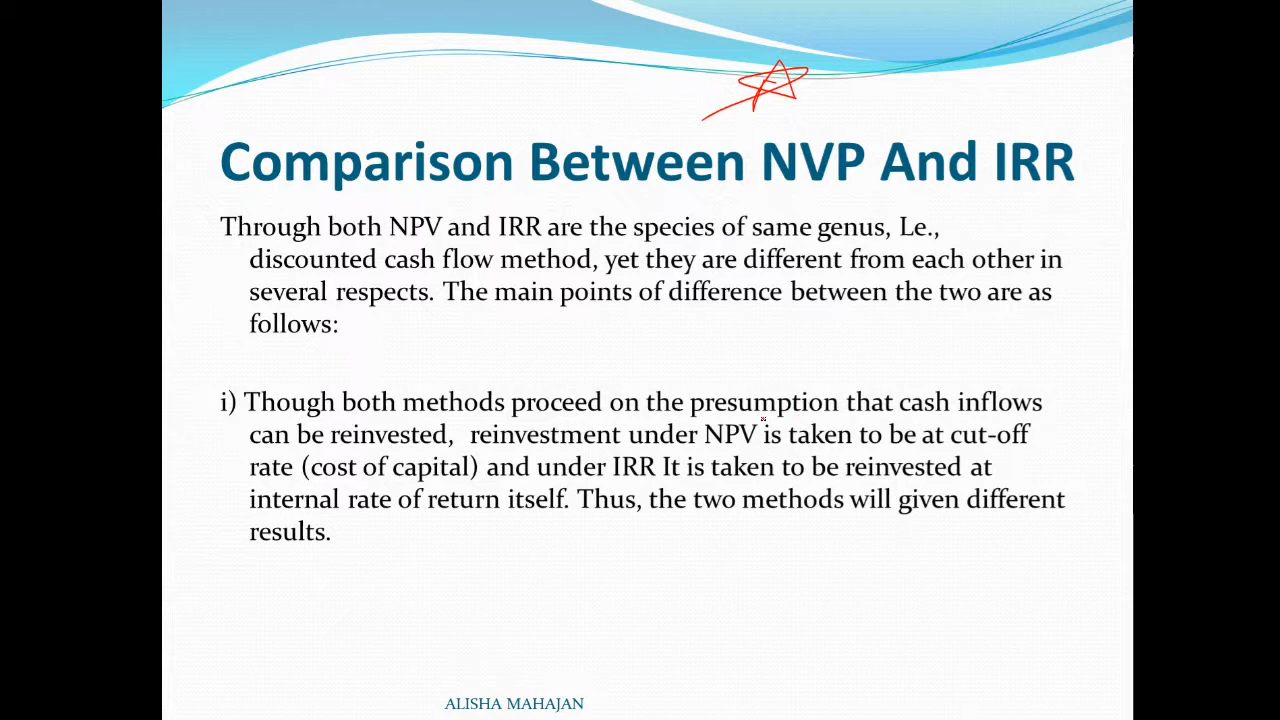 Comparison Between NVP And IRR
Through both NPV and IRR are the species of same genus, I.e.,
discounted cash flow method, yet they are different from each other in
several respects. The main points of difference between the two are as
follows:
i) Though both methods proceed on the presumption that cash inflows
can be reinvested, reinvestment under NPV is taken to be at cut-off
rate (cost of capital) and under IRR It is taken to be reinvested at
internal rate of return itself. Thus, the two methods will given different
results.
ALISHA MAHAJAN